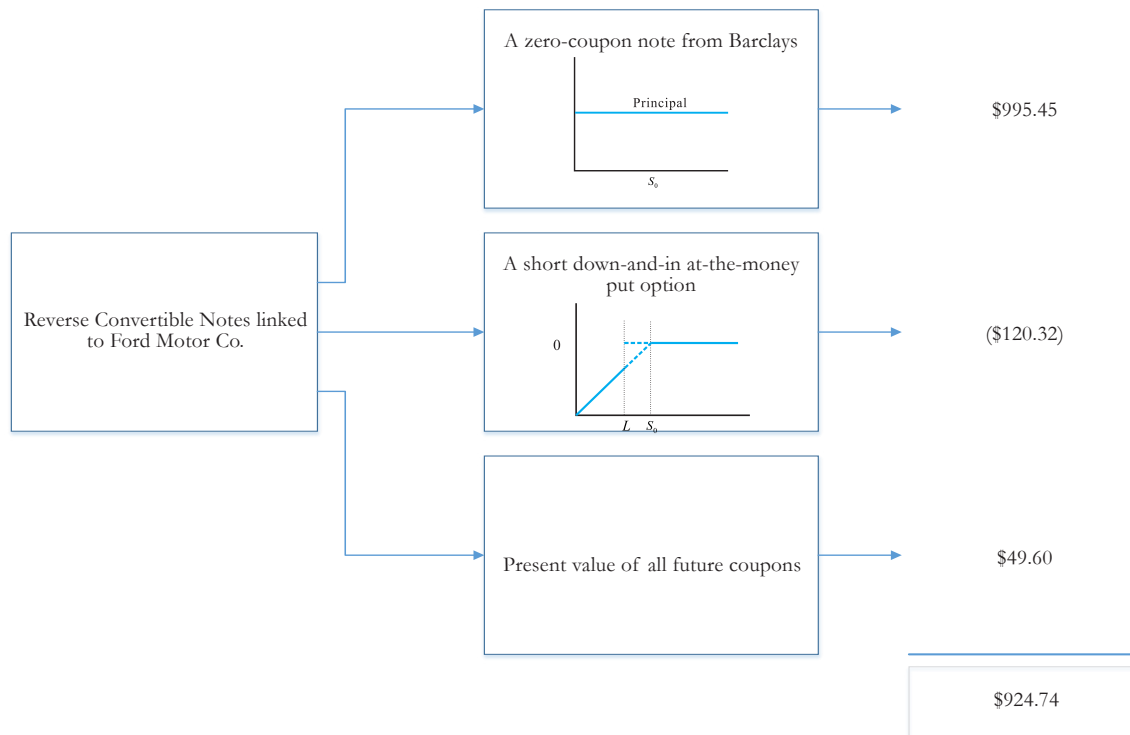 A zero-coupon note from Barclays
Principal
S₀
$995.45
Reverse Convertible Notes linked
to Ford Motor Co.
A short down-and-in at-the-money
put option
0
L
S₀
($120.32)
Present value of all future coupons
$49.60
$924.74